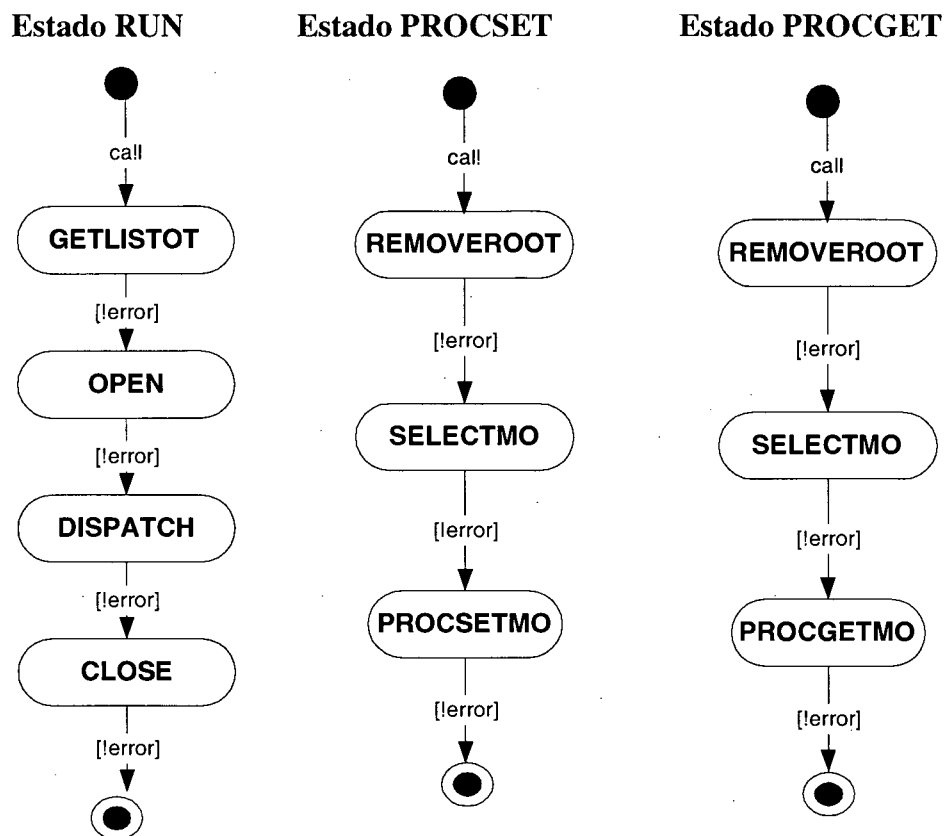 Estado RUN
call
GETLISTOT
[!error]
OPEN
[!error]
DISPATCH
[!error]
CLOSE
[!error]
Estado PROCSET
call
REMOVEROOT
[!error]
SELECTMO
[!error]
PROCSETMO
[!error]
Estado PROCGET
call
REMOVEROOT
[!error]
SELECTMO
[!error]
PROCGETMO
[!error]